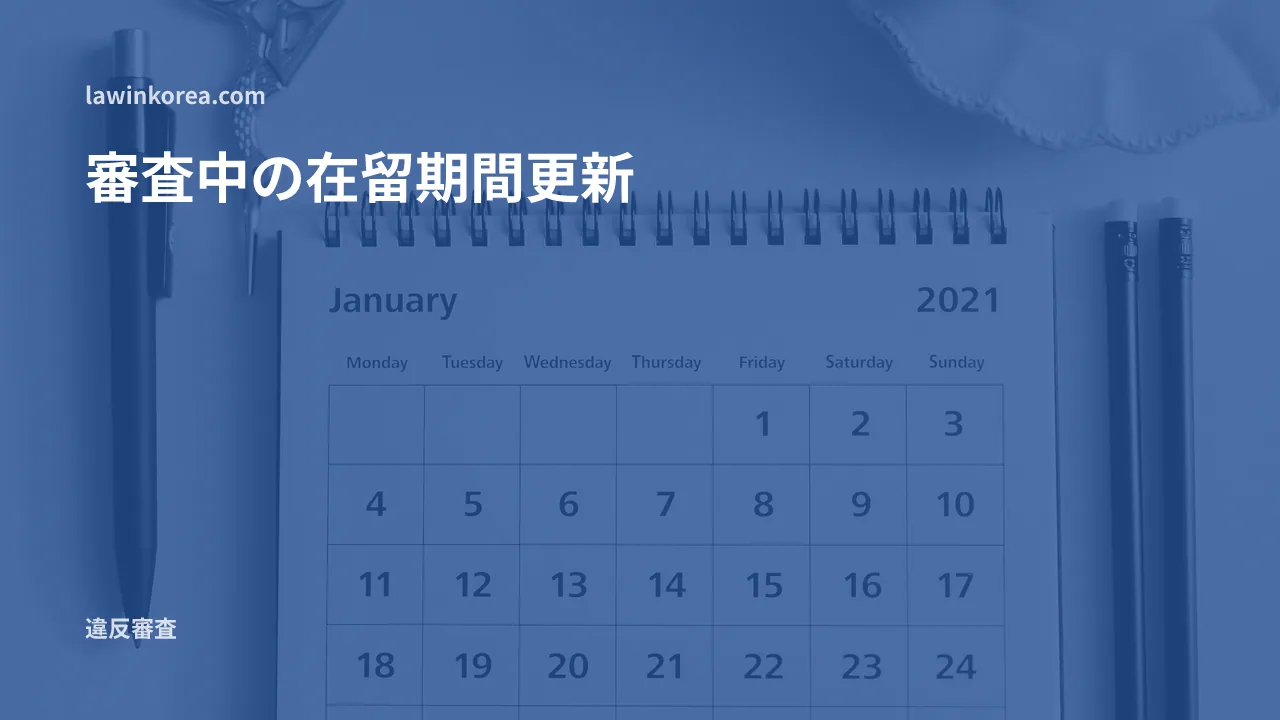 lawinkorea.com
審査中の在留期間更新
January 2021
Monday Tuesday Wednesday Thursday Friday Saturday Sunday
1 2 3
4 5 6 7 8 9 10
11 12 13 14 15 16 17
18 19 20 21 22 23 24
違反審査